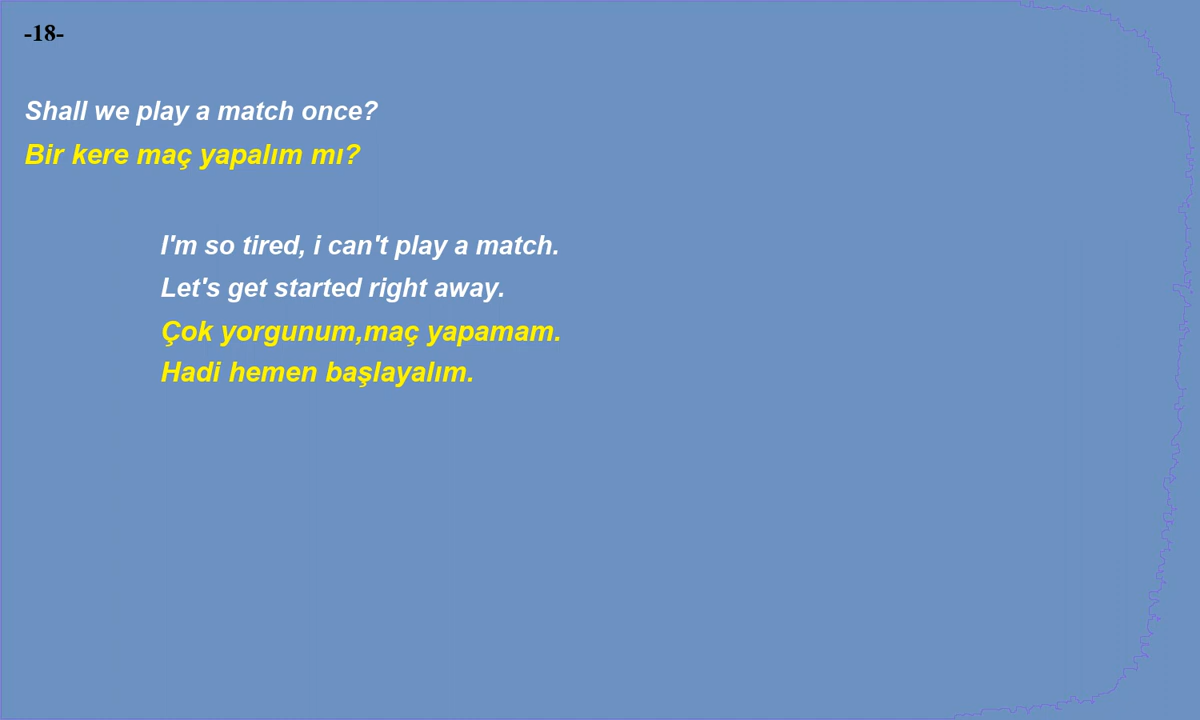 -18-
Shall we play a match once?
Bir kere maç yapalım mı?
I'm so tired, i can't play a match.
Let's get started right away.
Çok yorgunum,maç yapamam.
Hadi hemen başlayalım.